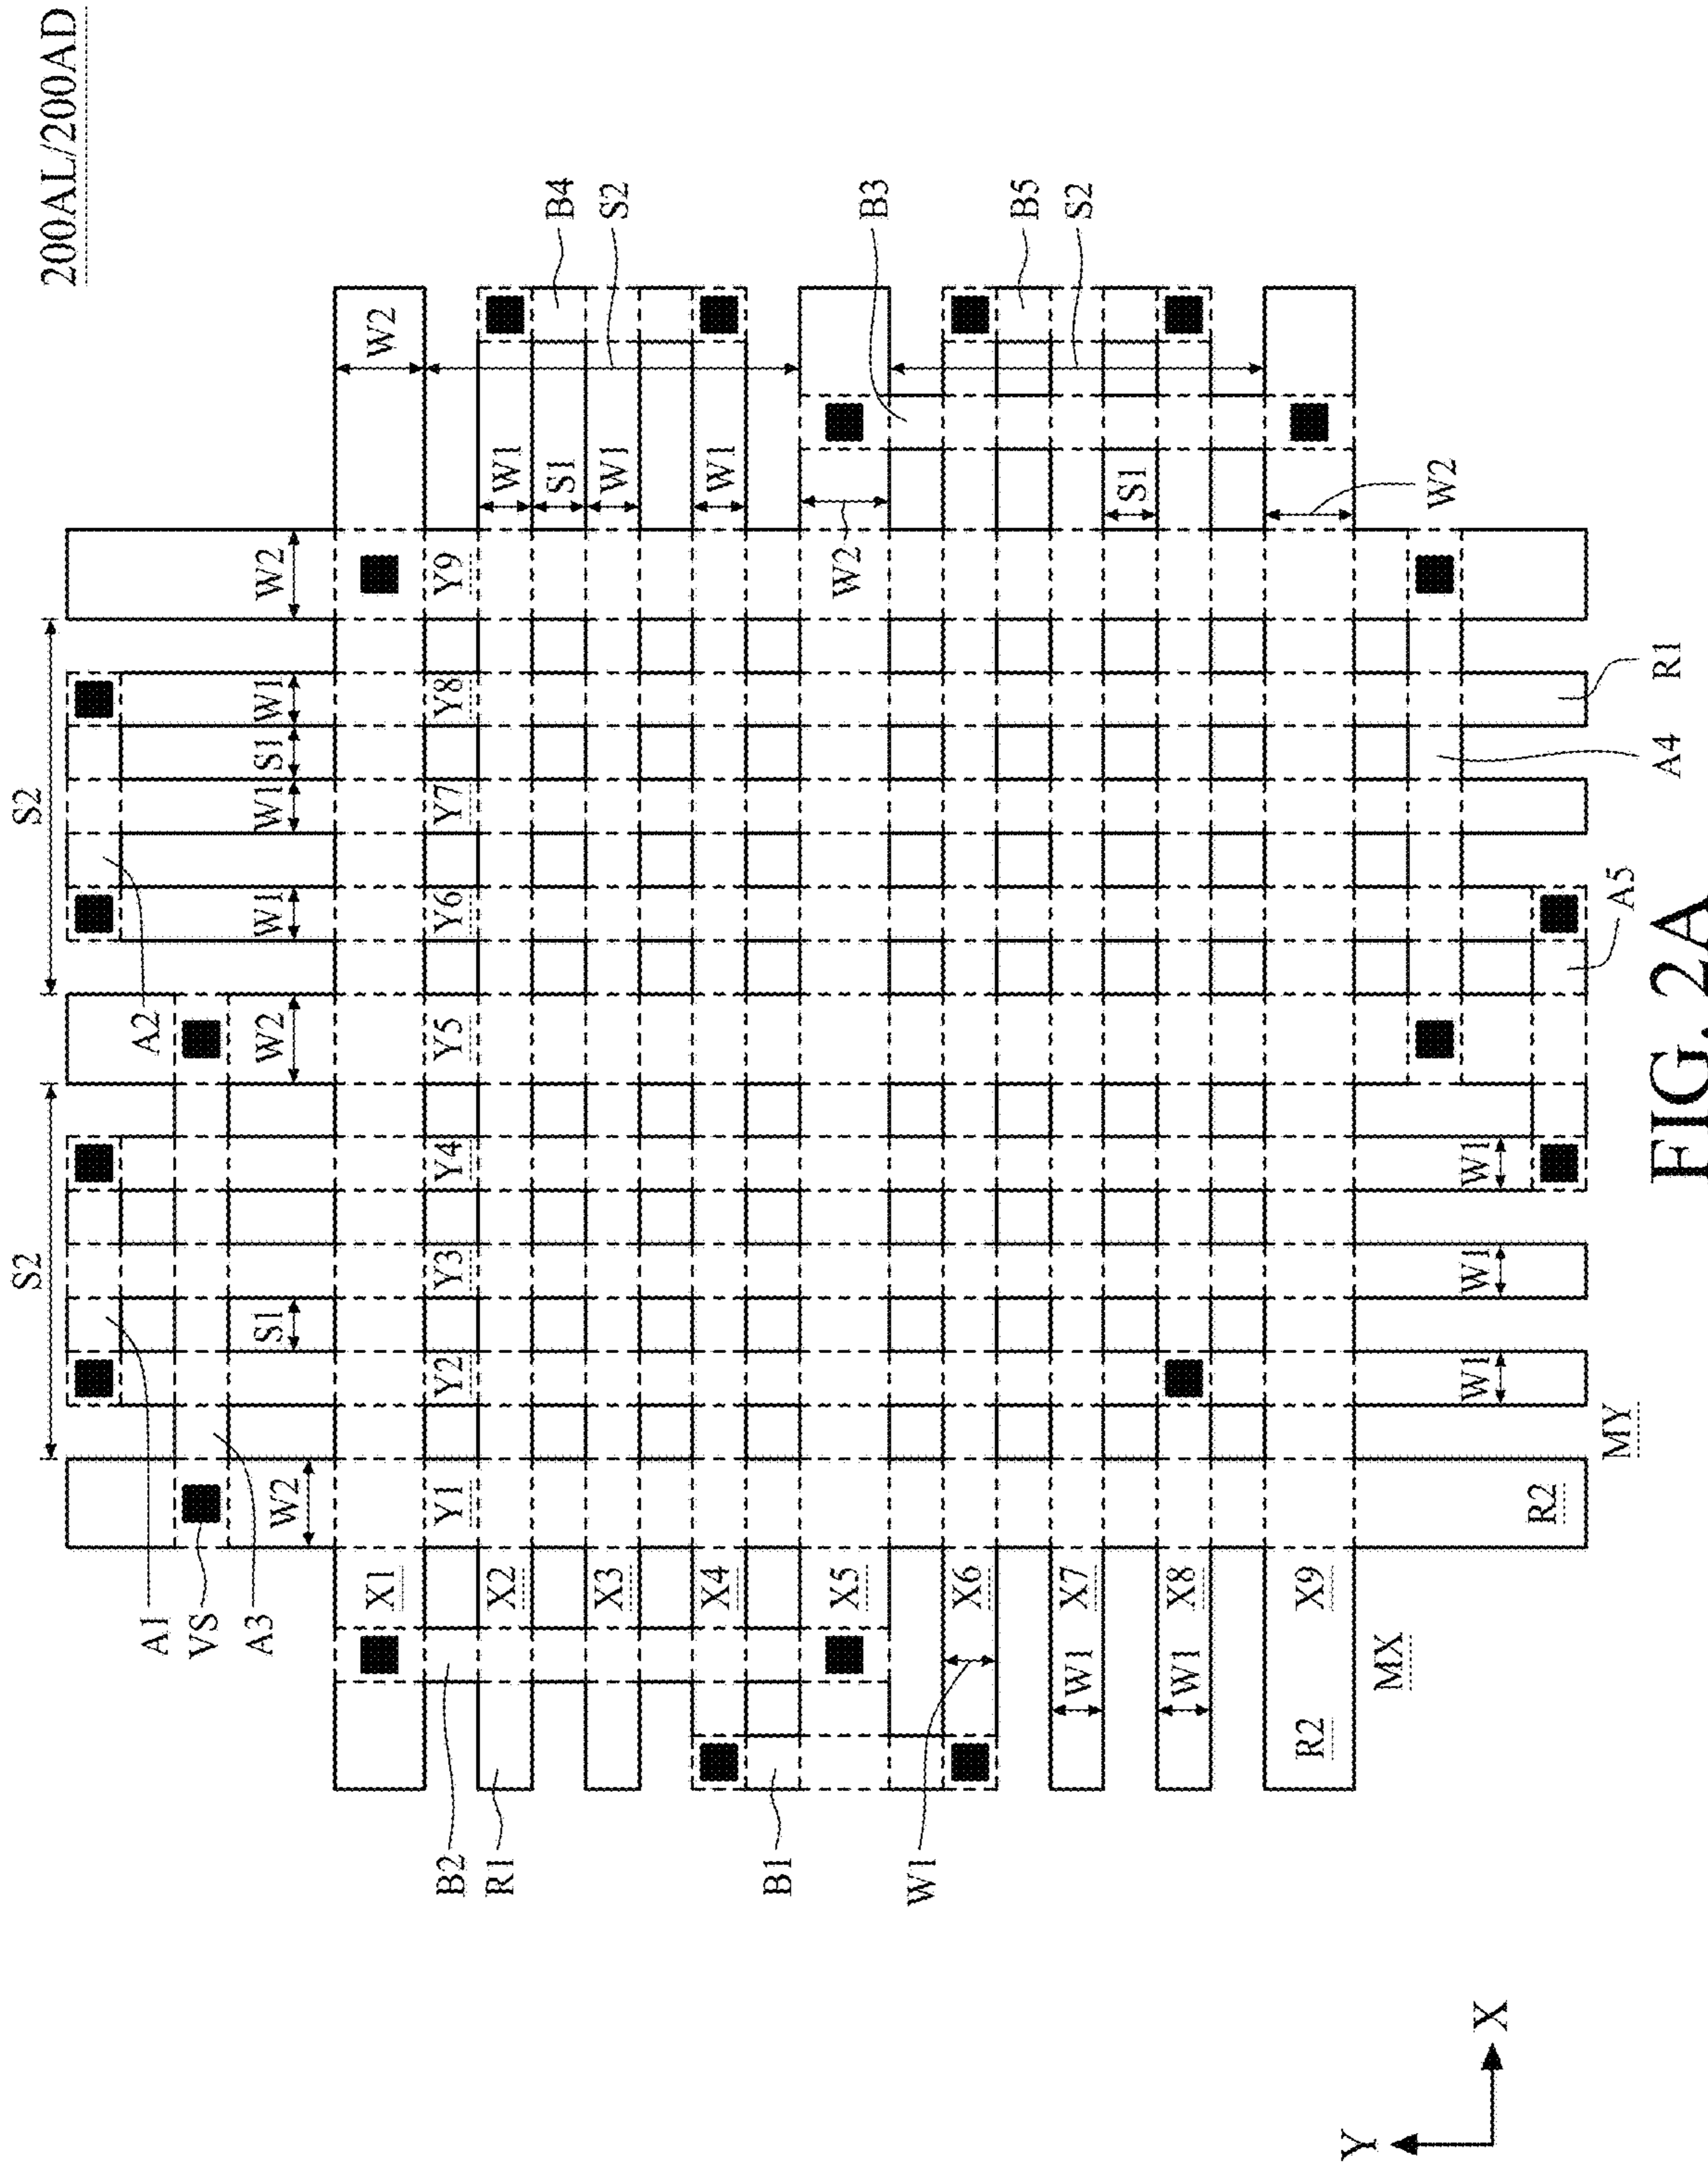 200AL/200AD
S2
S2
A1
A2
VS
A3
W2
S1
W2
W1
W1
S1
W1
W2
X1
W2
B2
Y1
Y2
Y3
Y4
Y5
Y6
Y7
Y8
Y9
R1
X2
W1
S1
B4
X3
W1
S2
X4
W1
B1
X5
W2
B3
W1
X6
B5
W1
X7
S2
S1
W1
X8
R2
X9
Y
MX
W2
W1
W1
W1
X
R2
MY
A5
A4
R1
FIG. 2A